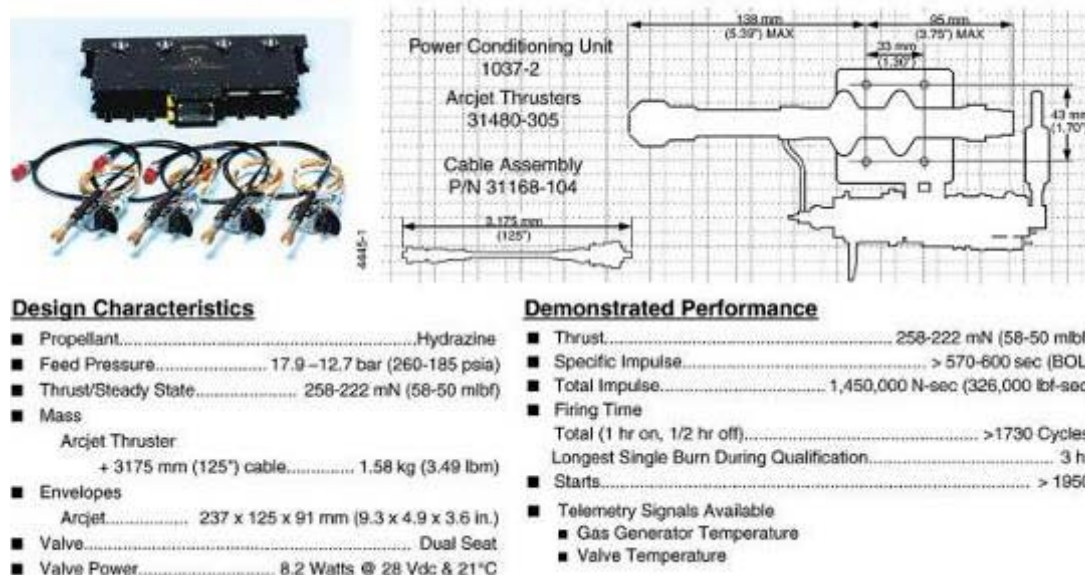 Power Conditioning Unit
1037-2
Arcjet Thrusters
31480-305
Cable Assembly
P/N 31168-104
3,175 mm
(125")
4445-1
138 mm
(5.39") MAX
95 mm
(3.75") MAX
33 mm
(1.30")
43 mm
(1.70")
Design Characteristics
■ Propellant Hydrazine
■ Feed Pressure 17.9 –12.7 bar (260-185 psia)
■ Thrust/Steady State 258-222 mN (58-50 mlbf)
■ Mass
Arcjet Thruster
+ 3175 mm (125") cable 1.58 kg (3.49 lbm)
■ Envelopes
Arcjet 237 x 125 x 91 mm (9.3 x 4.9 x 3.6 in.)
■ Valve Dual Seat
■ Valve Power 8.2 Watts @ 28 Vdc & 21°C
Demonstrated Performance
■ Thrust 258-222 mN (58-50 mlbf
■ Specific Impulse > 570-600 sec (BOL
■ Total Impulse 1,450,000 N-sec (326,000 lbf-sec
■ Firing Time
Total (1 hr on, 1/2 hr off) >1730 Cycles
Longest Single Burn During Qualification 3 h
■ Starts > 1950
■ Telemetry Signals Available
■ Gas Generator Temperature
■ Valve Temperature